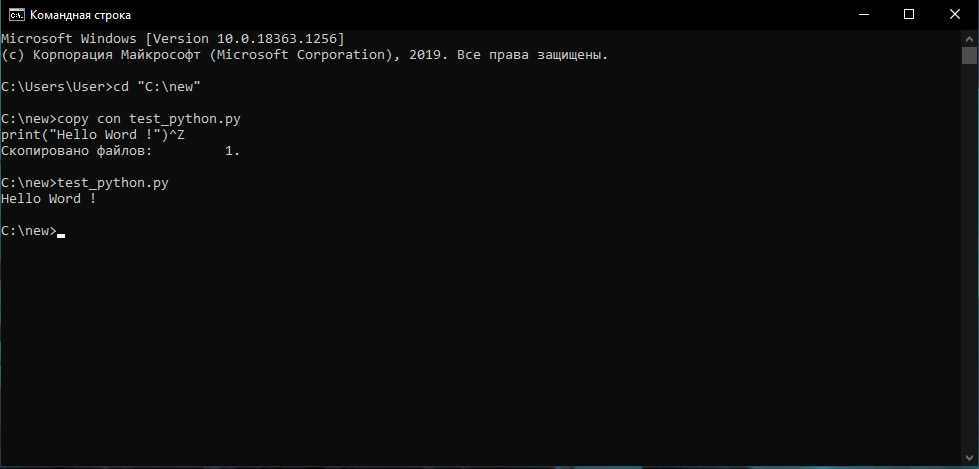 Командная строка
Microsoft Windows [Version 10.0.18363.1256]
(c) Корпорация Майкрософт (Microsoft Corporation), 2019. Все права защищены.
C:\Users\User>cd "C:\new"
C:\new>copy con test_python.py
print("Hello Word !")^Z
Скопировано файлов:         1.
C:\new>test_python.py
Hello Word !
C:\new>